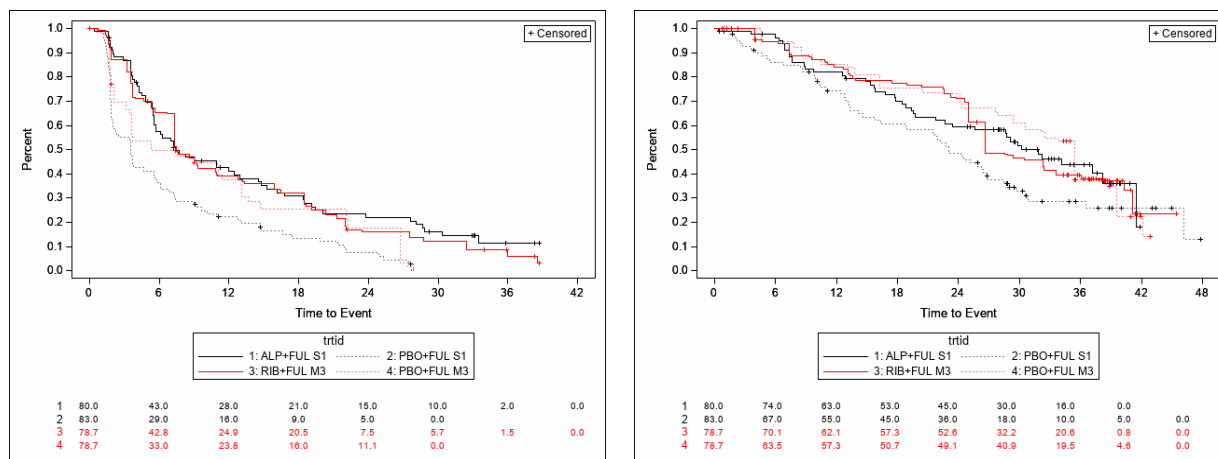 1.0
0.9
0.8
0.7
0.6
0.5
0.4
0.3
0.2
0.1
0.0
Percent
+ Censored
0 6 12 18 24 30 36 42
Time to Event
trtid
1: ALP+FUL S1 2: PBO+FUL S1
3: RIB+FUL M3 4: PBO+FUL M3
1 80.0 43.0 28.0 21.0 15.0 10.0 2.0 0.0
2 83.0 29.0 16.0 9.0 5.0 0.0
3 78.7 42.8 24.9 20.5 7.5 5.7 1.5 0.0
4 78.7 33.0 23.8 16.0 11.1 0.0
1.0
0.9
0.8
0.7
0.6
0.5
0.4
0.3
0.2
0.1
0.0
Percent
+ Censored
0 6 12 18 24 30 36 42 48
Time to Event
trtid
1: ALP+FUL S1 2: PBO+FUL S1
3: RIB+FUL M3 4: PBO+FUL M3
1 80.0 74.0 63.0 53.0 45.0 30.0 16.0 0.0
2 83.0 67.0 55.0 45.0 36.0 18.0 10.0 5.0 0.0
3 78.7 70.1 62.1 57.3 52.6 32.2 20.6 0.8 0.0
4 78.7 63.5 57.3 50.7 49.1 40.9 19.5 4.6 0.0